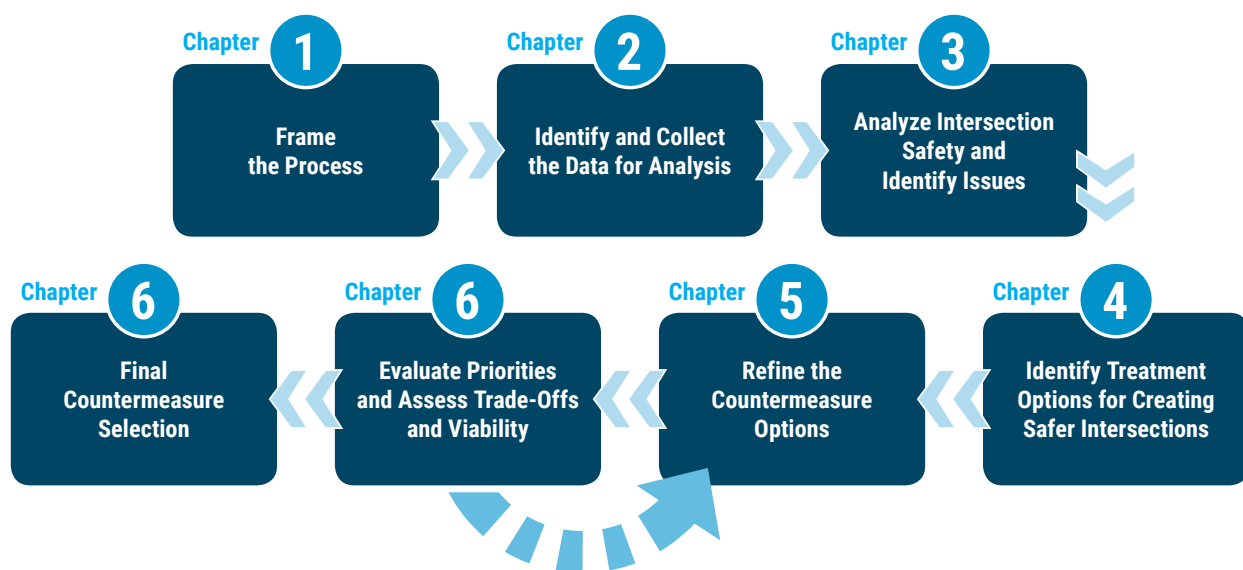 Chapter 1
Frame
the Process
Chapter 2
Identify and Collect
the Data for Analysis
Chapter 3
Analyze Intersection
Safety and
Identify Issues
Chapter 6
Final
Countermeasure
Selection
Chapter 6
Evaluate Priorities
and Assess Trade-Offs
and Viability
Chapter 5
Refine the
Countermeasure
Options
Chapter 4
Identify Treatment
Options for Creating
Safer Intersections